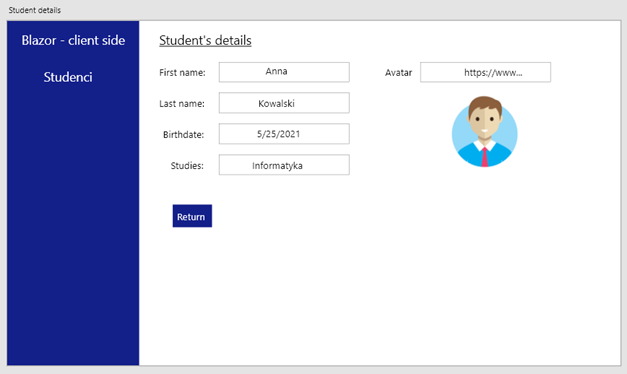 Student details
Blazor - client side
Studenci
Student's details
First name: Anna
Last name: Kowalski
Birthdate: 5/25/2021
Studies: Informatyka
Avatar https://www...
Return